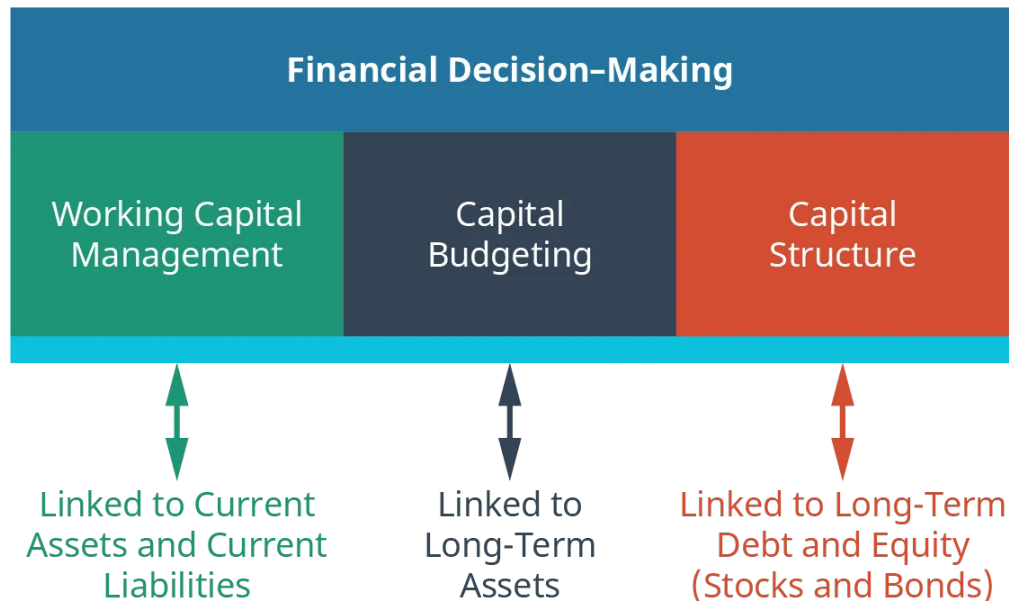 Financial Decision–Making
Working Capital
Management
Capital
Budgeting
Capital
Structure
Linked to Current
Assets and Current
Liabilities
Linked to
Long-Term
Assets
Linked to Long-Term
Debt and Equity
(Stocks and Bonds)